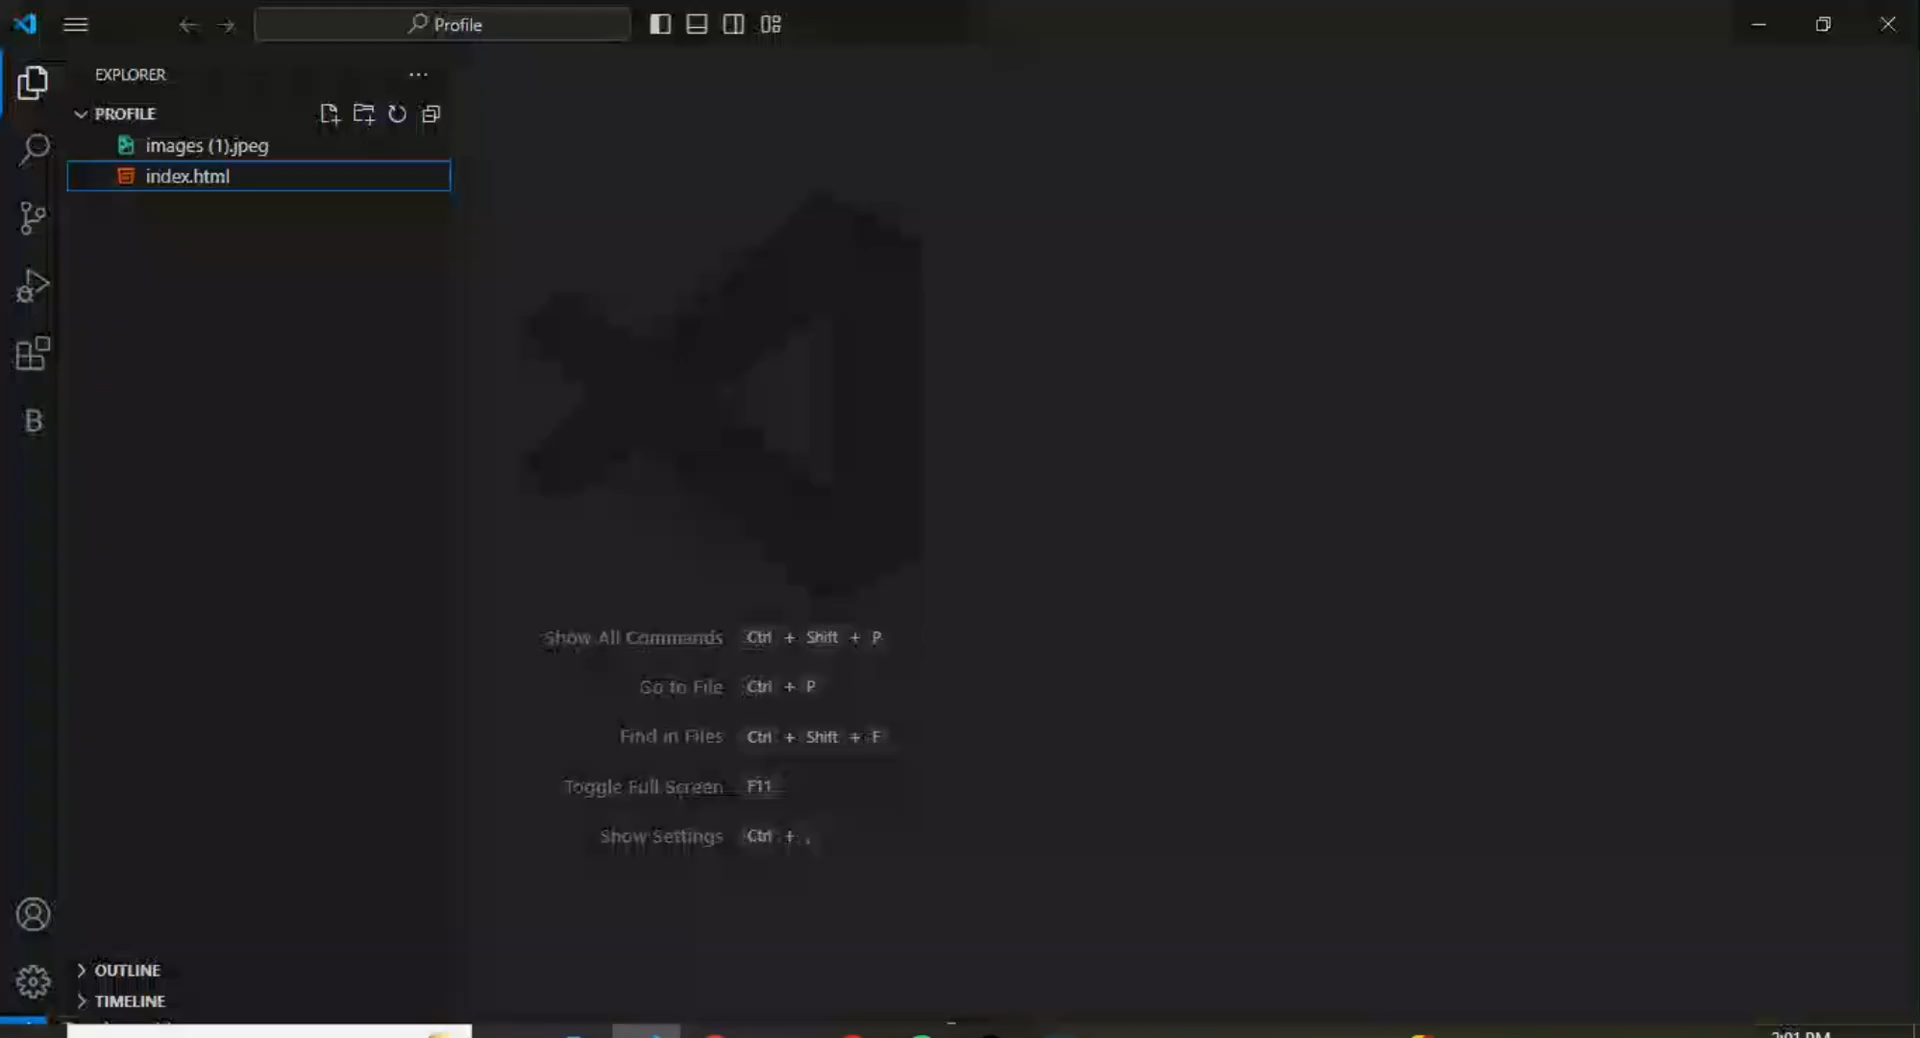 Profile
EXPLORER
PROFILE
images (1).jpeg
index.html
B
Show All Commands Ctrl + Shift + P
Go to File Ctrl + P
Find in Files Ctrl + Shift + F
Toggle Full Screen F11
Show Settings Ctrl + ,
OUTLINE
TIMELINE